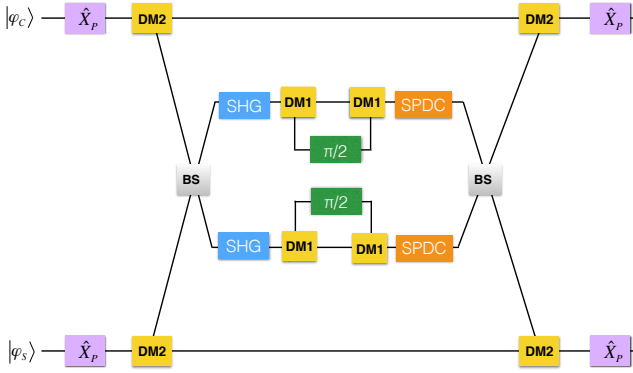 |φ_C⟩ X̂_P DM2 DM2 X̂_P
SHG DM1 DM1 SPDC
π/2
BS BS
π/2
SHG DM1 DM1 SPDC
|φ_S⟩ X̂_P DM2 DM2 X̂_P